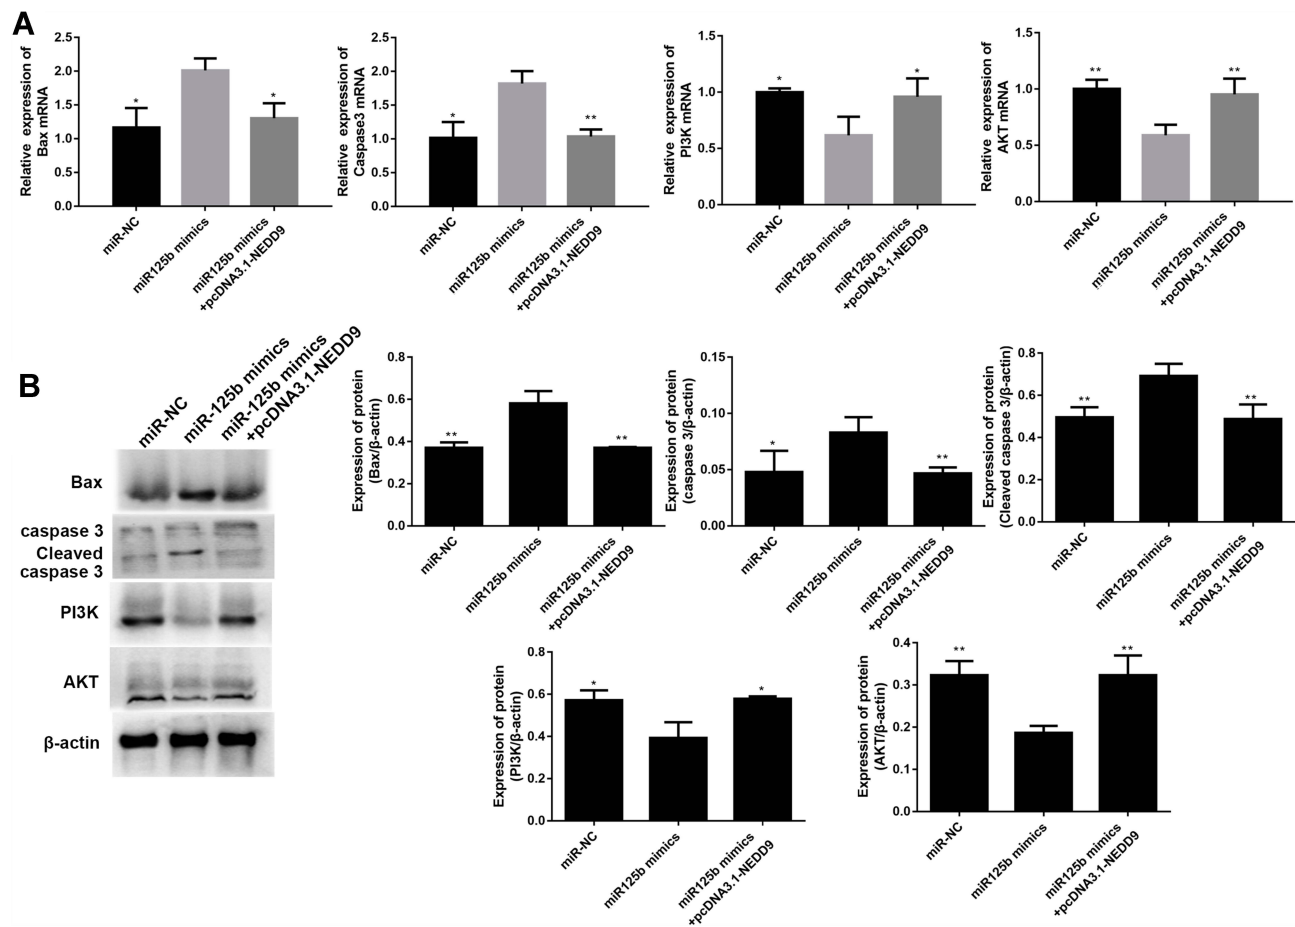 A
Relative expression of
Bax mRNA
2.5
2.0
1.5
1.0
0.5
0.0
*
*
miR-NC
miR125b mimics
miR125b mimics
+pcDNA3.1-NEDD9
Relative expression of
Caspase3 mRNA
2.5
2.0
1.5
1.0
0.5
0.0
*
**
miR-NC
miR125b mimics
miR125b mimics
+pcDNA3.1-NEDD9
Relative expression of
PI3K mRNA
1.5
1.0
0.5
0.0
*
*
miR-NC
miR125b mimics
miR125b mimics
+pcDNA3.1-NEDD9
Relative expression of
AKT mRNA
1.5
1.0
0.5
0.0
**
**
miR-NC
miR125b mimics
miR125b mimics
+pcDNA3.1-NEDD9
B
miR-NC
miR-125b mimics
miR-125b mimics
+pcDNA3.1-NEDD9
Bax
caspase 3
Cleaved
caspase 3
PI3K
AKT
β-actin
Expression of protein
(Bax/β-actin)
0.8
0.6
0.4
0.2
0.0
**
**
miR-NC
miR125b mimics
miR125b mimics
+pcDNA3.1-NEDD9
Expression of protein
(caspase 3/β-actin)
0.15
0.10
0.05
0.00
*
**
miR-NC
miR125b mimics
miR125b mimics
+pcDNA3.1-NEDD9
Expression of protein
(Cleaved caspase 3/β-actin)
0.8
0.6
0.4
0.2
0.0
**
**
miR-NC
miR125b mimics
miR125b mimics
+pcDNA3.1-NEDD9
Expression of protein
(PI3K/β-actin)
0.8
0.6
0.4
0.2
0.0
*
*
miR-NC
miR125b mimics
miR125b mimics
+pcDNA3.1-NEDD9
Expression of protein
(AKT/β-actin)
0.4
0.3
0.2
0.1
0.0
**
**
miR-NC
miR125b mimics
miR125b mimics
+pcDNA3.1-NEDD9